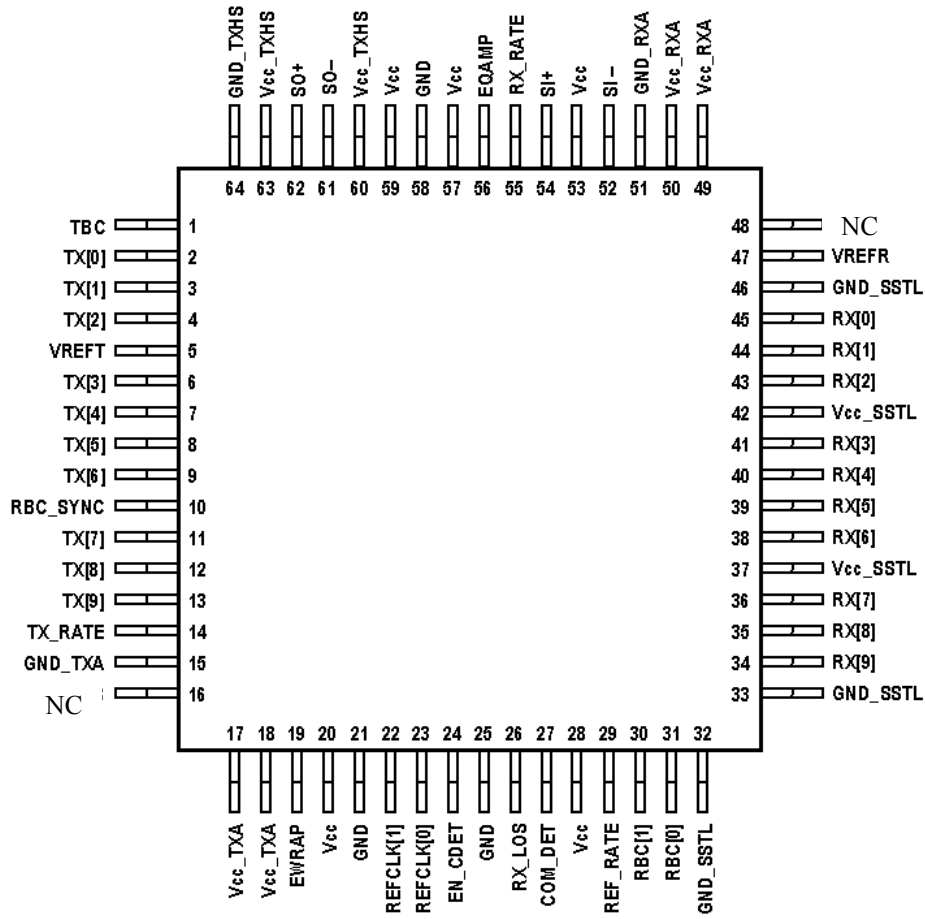 GND_TXHS
Vcc_TXHS
SO+
SO−
Vcc_TXHS
Vcc
GND
Vcc
EQAMP
RX_RATE
SI+
Vcc
SI−
GND_RXA
Vcc_RXA
Vcc_RXA
64 63 62 61 60 59 58 57 56 55 54 53 52 51 50 49
TBC 1 48 NC
TX[0] 2 47 VREFR
TX[1] 3 46 GND_SSTL
TX[2] 4 45 RX[0]
VREFT 5 44 RX[1]
TX[3] 6 43 RX[2]
TX[4] 7 42 Vcc_SSTL
TX[5] 8 41 RX[3]
TX[6] 9 40 RX[4]
RBC_SYNC 10 39 RX[5]
TX[7] 11 38 RX[6]
TX[8] 12 37 Vcc_SSTL
TX[9] 13 36 RX[7]
TX_RATE 14 35 RX[8]
GND_TXA 15 34 RX[9]
NC 16 33 GND_SSTL
17 18 19 20 21 22 23 24 25 26 27 28 29 30 31 32
Vcc_TXA
Vcc_TXA
EWRAP
Vcc
GND
REFCLK[1]
REFCLK[0]
EN_CDET
GND
RX_LOS
COM_DET
Vcc
REF_RATE
RBC[1]
RBC[0]
GND_SSTL